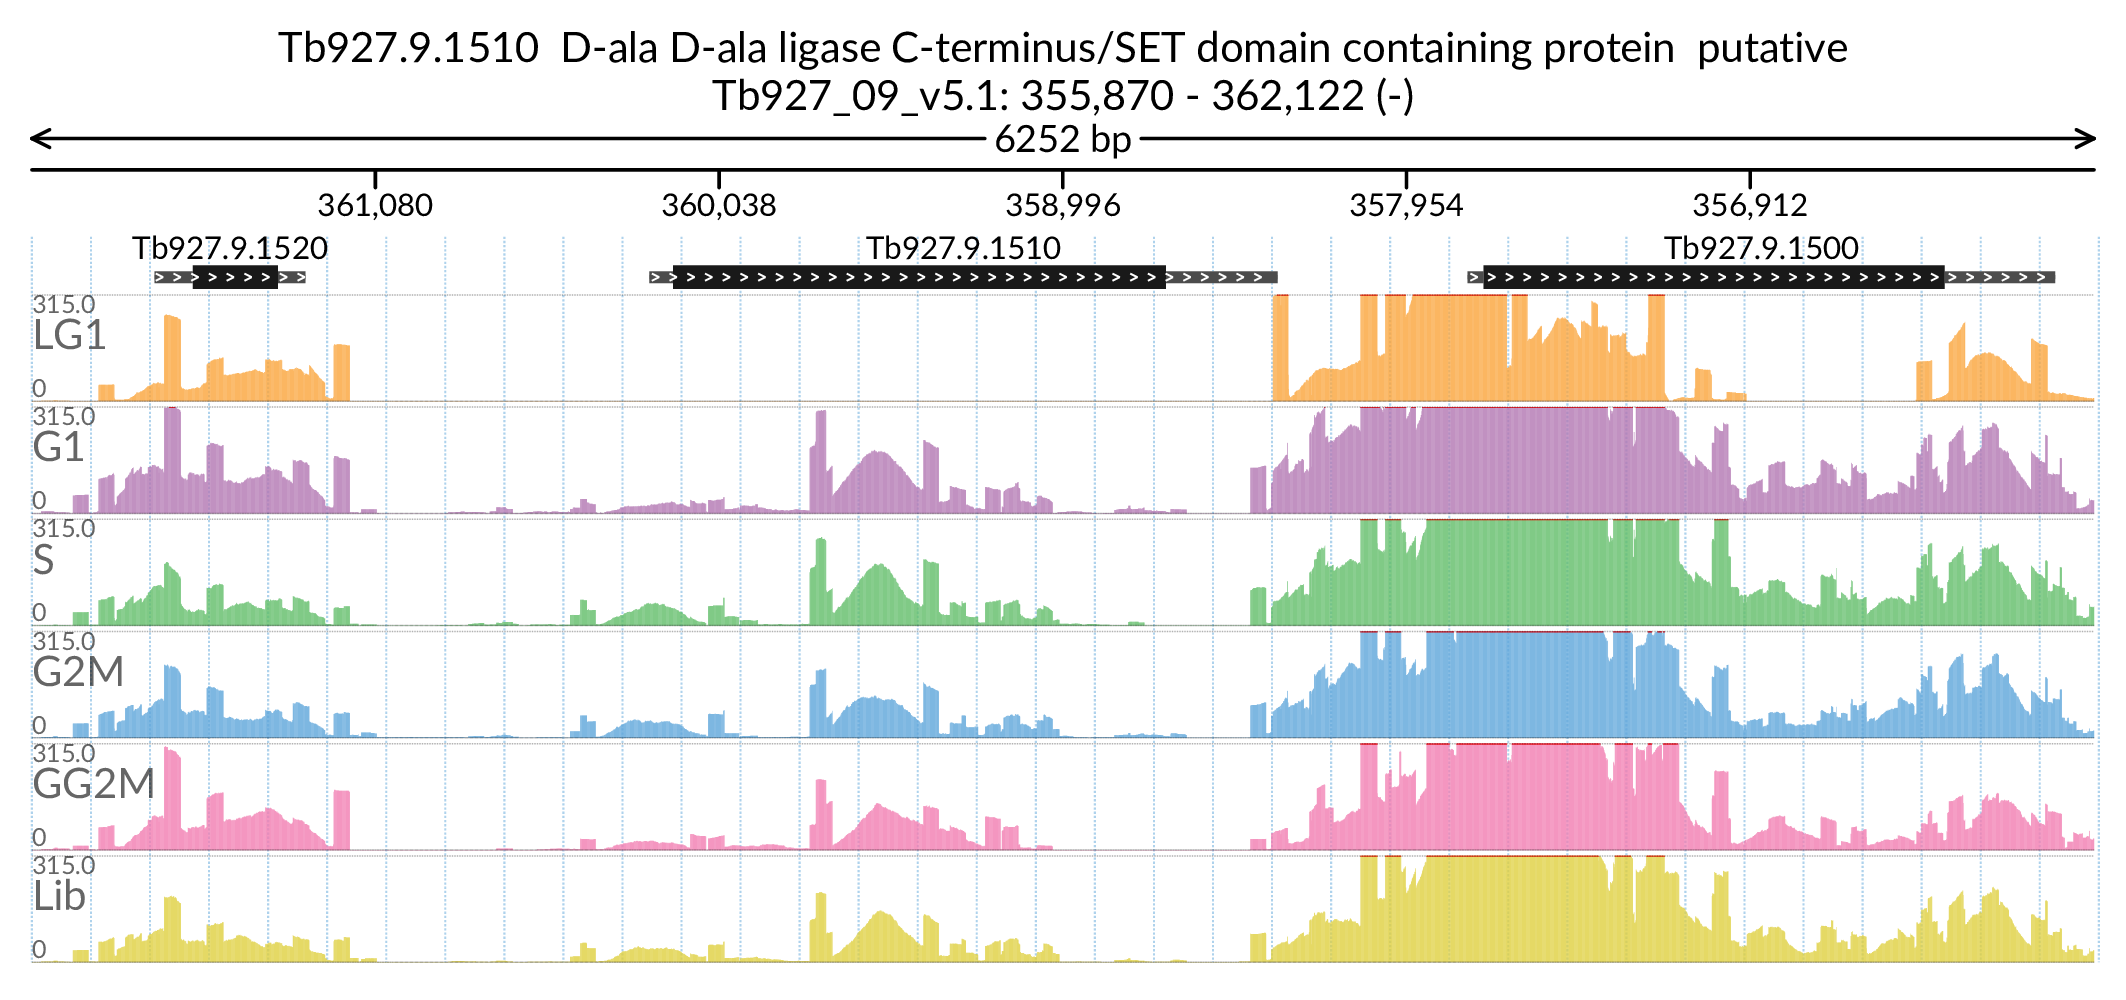 Tb927.9.1510  D-ala D-ala ligase C-terminus/SET domain containing protein  putative
Tb927_09_v5.1: 355,870 - 362,122 (-)
6252 bp
361,080 360,038 358,996 357,954 356,912
Tb927.9.1520 Tb927.9.1510 Tb927.9.1500
315.0
LG1
0
315.0
G1
0
315.0
S
0
315.0
G2M
0
315.0
GG2M
0
315.0
Lib
0